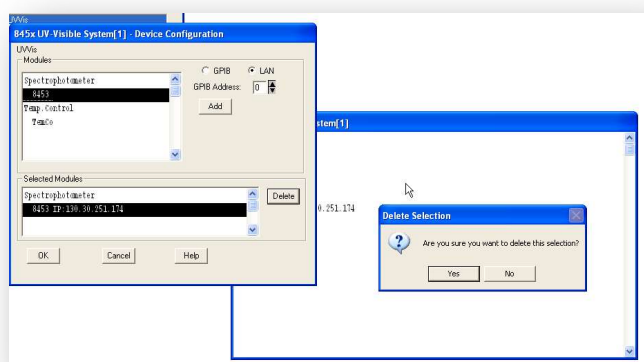 UVVis
845x UV-Visible System[1] - Device Configuration
UVVis
Modules
Spectrophotometer
8453
Temp.Control
TemCo
GPIB
LAN
GPIB Address:
0
Add
Selected Modules
Spectrophotometer
8453 IP:130.30.251.174
Delete
OK
Cancel
Help
stem[1]
0.251.174
Delete Selection
Are you sure you want to delete this selection?
Yes
No